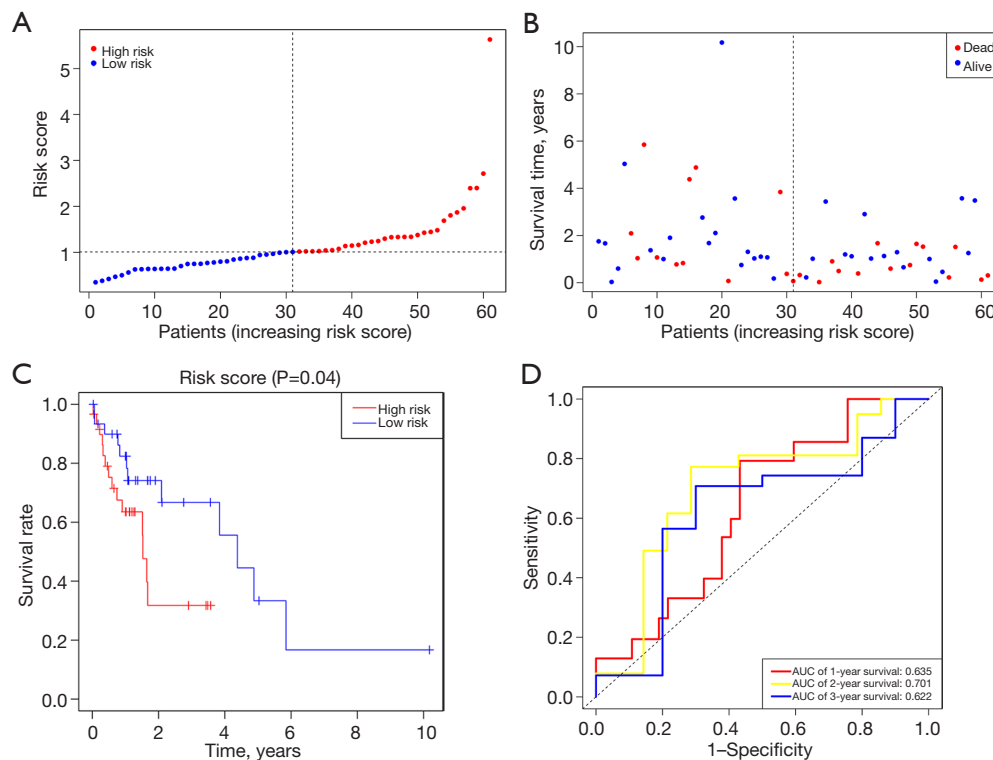 A
High risk
Low risk
5
4
3
2
1
Risk score
0 10 20 30 40 50 60
Patients (increasing risk score)
B
Dead
Alive
10
8
6
4
2
0
Survival time, years
0 10 20 30 40 50 60
Patients (increasing risk score)
C
Risk score (P=0.04)
High risk
Low risk
1.0
0.8
0.6
0.4
0.2
0.0
Survival rate
0 2 4 6 8 10
Time, years
D
1.0
0.8
0.6
0.4
0.2
0.0
Sensitivity
AUC of 1-year survival: 0.635
AUC of 2-year survival: 0.701
AUC of 3-year survival: 0.622
0.0 0.2 0.4 0.6 0.8 1.0
1–Specificity